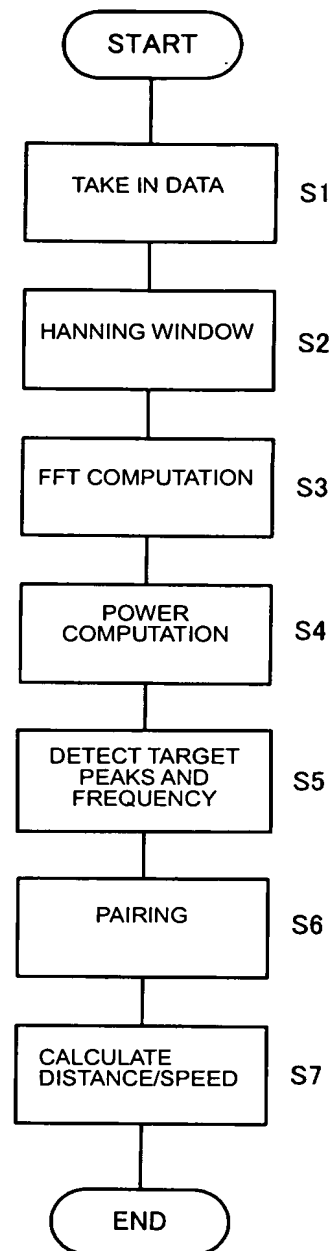 START
TAKE IN DATA S1
HANNING WINDOW S2
FFT COMPUTATION S3
POWER
COMPUTATION S4
DETECT TARGET
PEAKS AND
FREQUENCY S5
PAIRING S6
CALCULATE
DISTANCE/SPEED S7
END